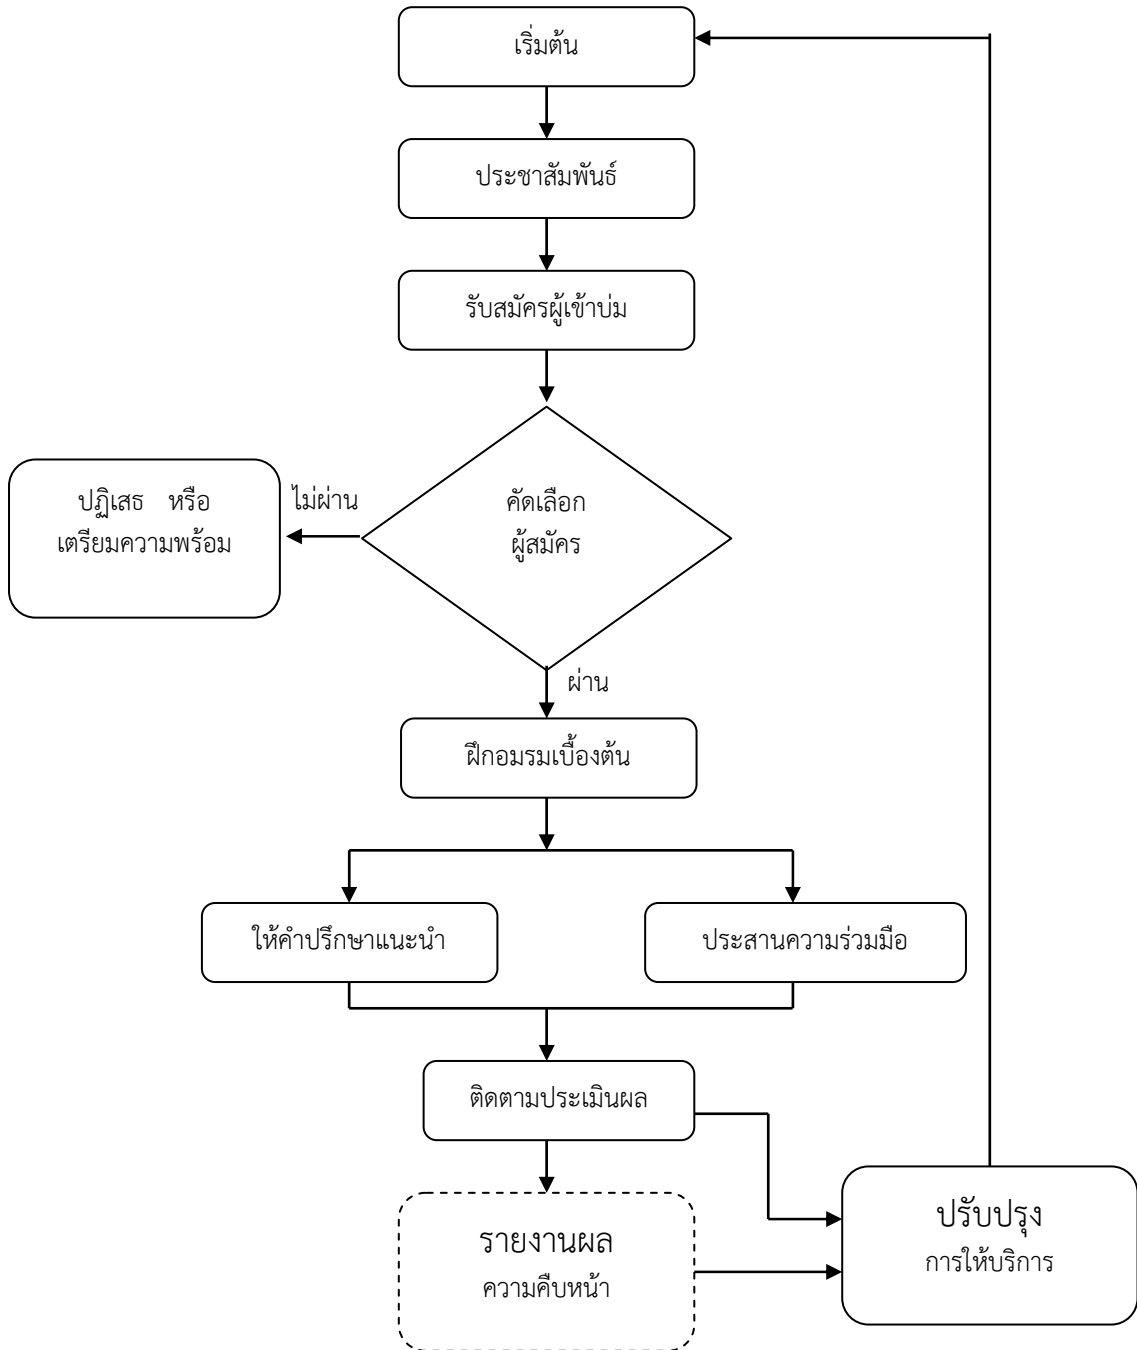 เริ่มต้น
ประชาสัมพันธ์
รับสมัครผู้เข้าบ่ม
คัดเลือก
ผู้สมัคร
ไม่ผ่าน
ปฏิเสธ หรือ
เตรียมความพร้อม
ผ่าน
ฝึกอมรมเบื้องต้น
ให้คำปรึกษาแนะนำ
ประสานความร่วมมือ
ติดตามประเมินผล
รายงานผล
ความคืบหน้า
ปรับปรุง
การให้บริการ